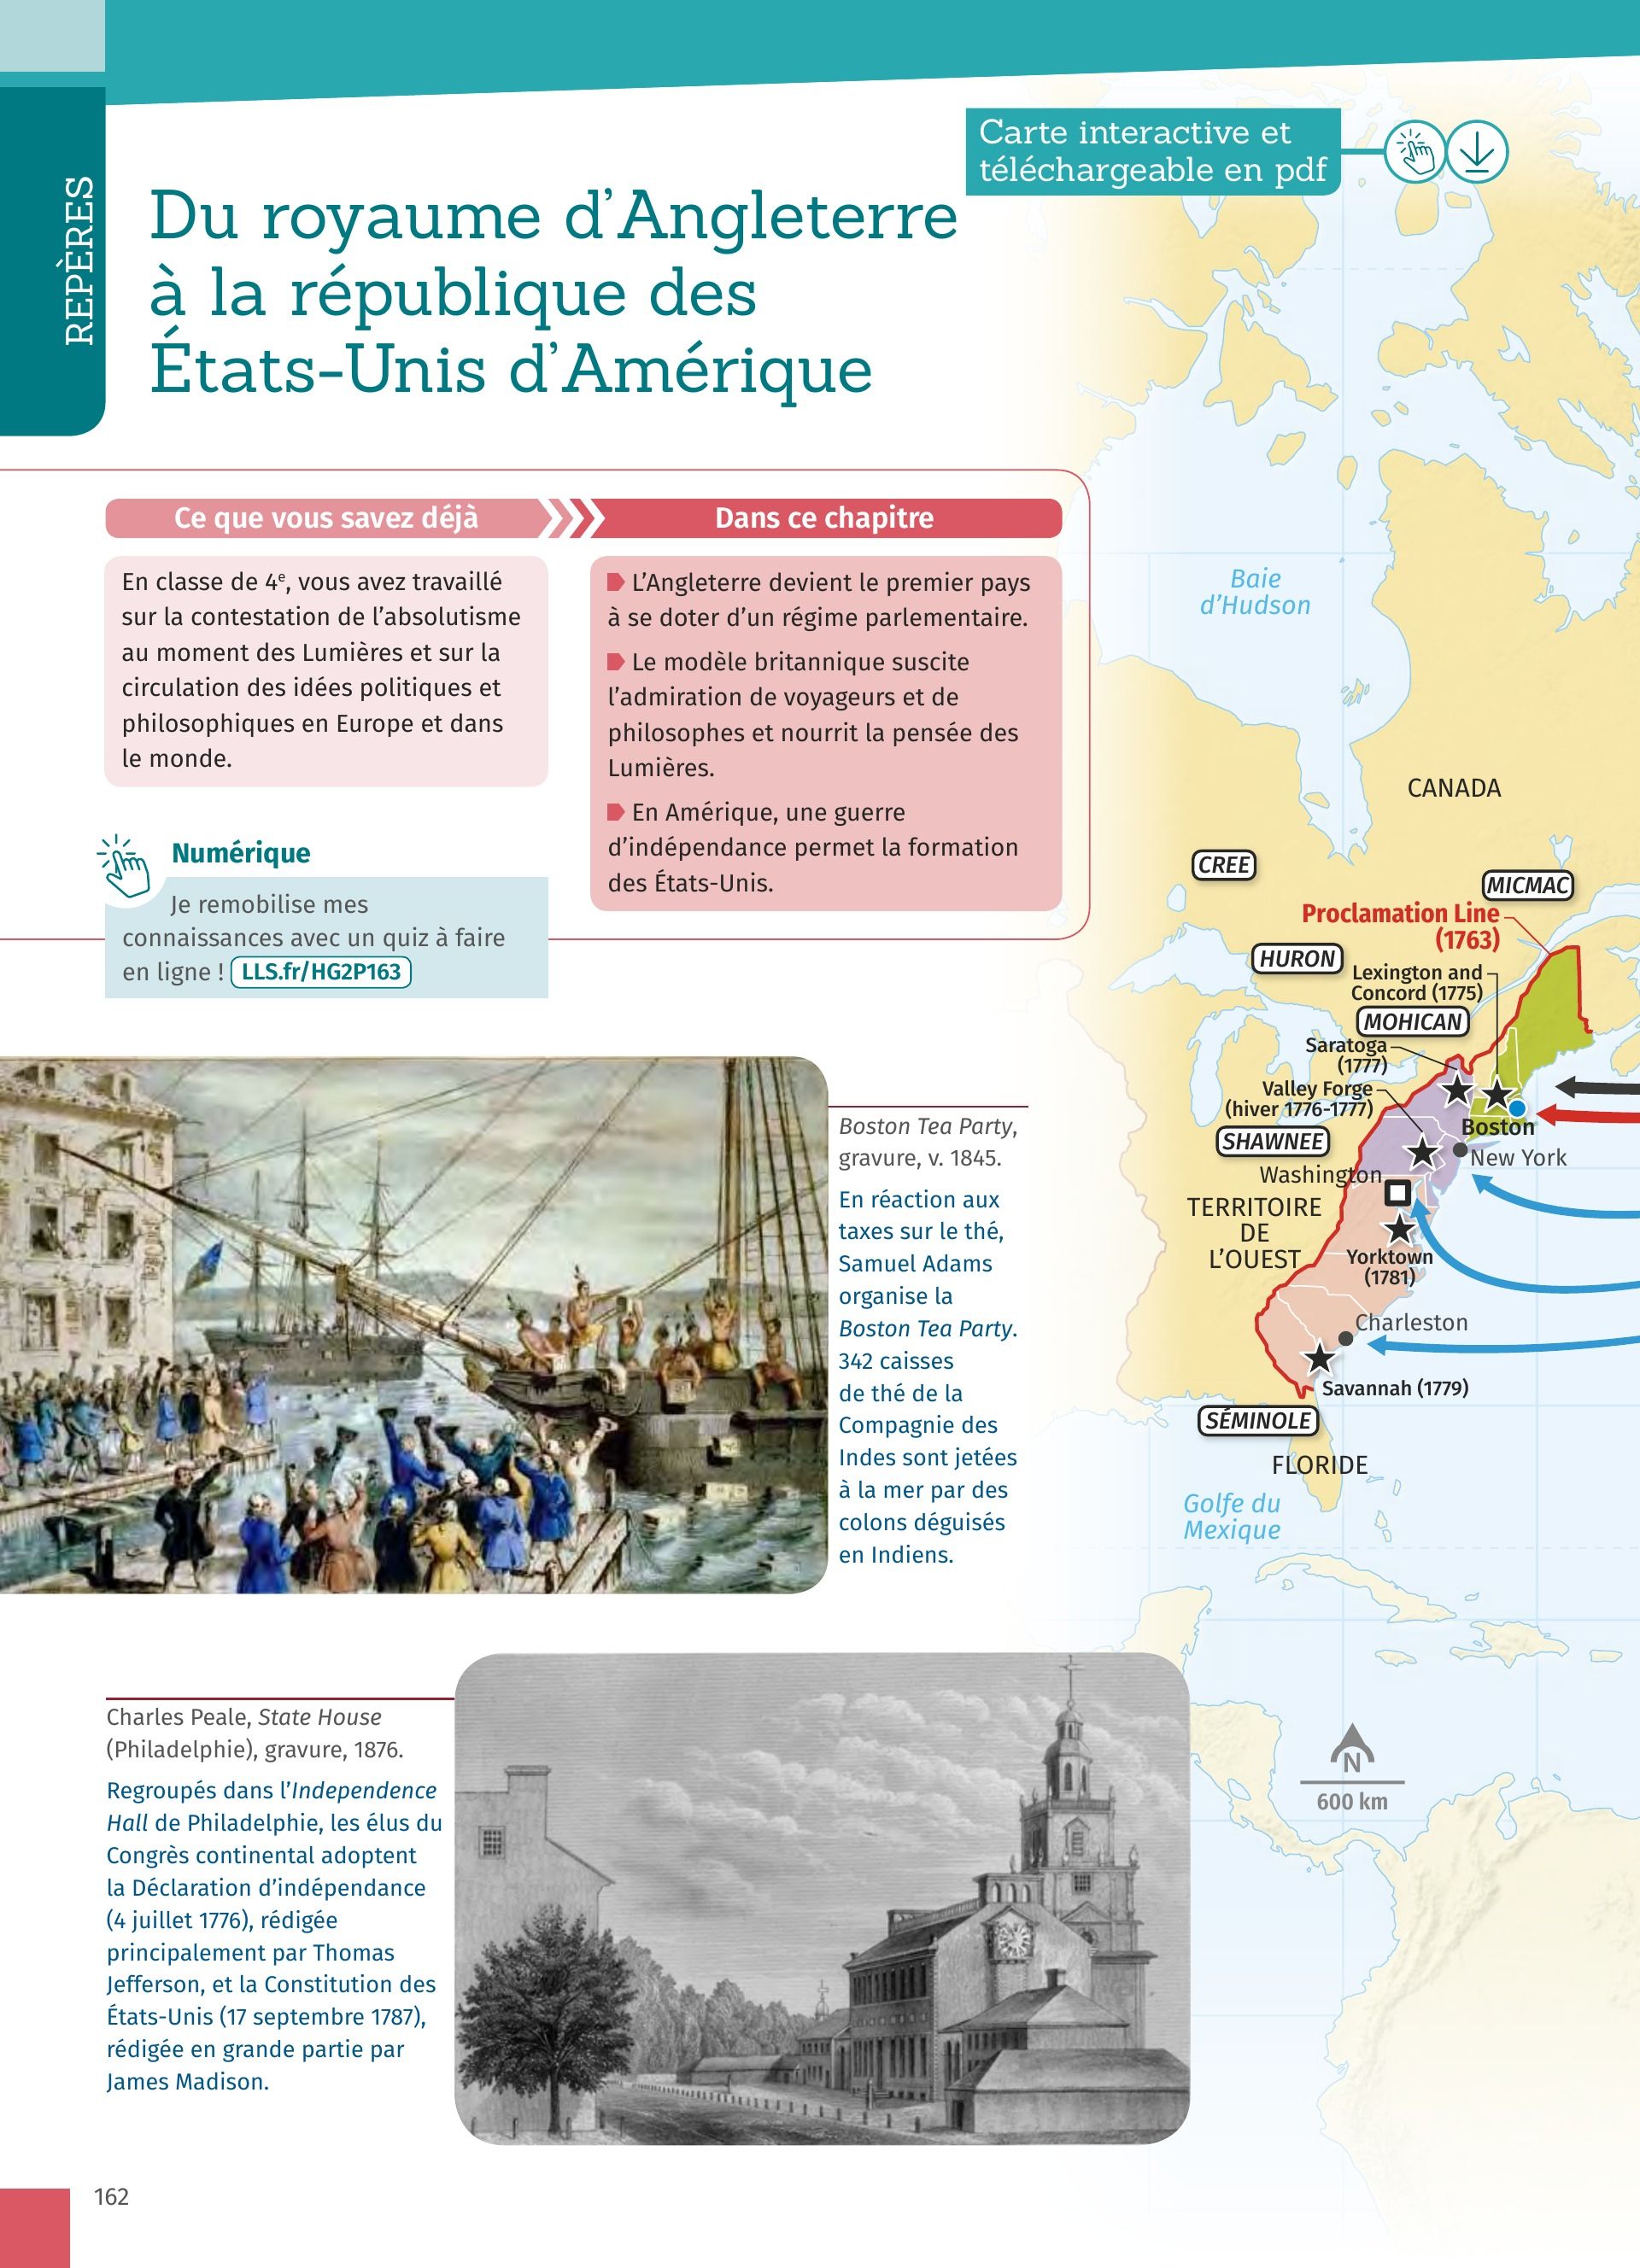 REPÈRES
Carte interactive et
téléchargeable en pdf
Du royaume d’Angleterre
à la république des
États-Unis d’Amérique
Ce que vous savez déjà
En classe de 4e, vous avez travaillé
sur la contestation de l’absolutisme
au moment des Lumières et sur la
circulation des idées politiques et
philosophiques en Europe et dans
le monde.
Numérique
Je remobilise mes
connaissances avec un quiz à faire
en ligne ! LLS.fr/HG2P163
Dans ce chapitre
L’Angleterre devient le premier pays
à se doter d’un régime parlementaire.
Le modèle britannique suscite
l’admiration de voyageurs et de
philosophes et nourrit la pensée des
Lumières.
En Amérique, une guerre
d’indépendance permet la formation
des États-Unis.
Boston Tea Party,
gravure, v. 1845.
En réaction aux
taxes sur le thé,
Samuel Adams
organise la
Boston Tea Party.
342 caisses
de thé de la
Compagnie des
Indes sont jetées
à la mer par des
colons déguisés
en Indiens.
Charles Peale, State House
(Philadelphie), gravure, 1876.
Regroupés dans l’Independence
Hall de Philadelphie, les élus du
Congrès continental adoptent
la Déclaration d’indépendance
(4 juillet 1776), rédigée
principalement par Thomas
Jefferson, et la Constitution des
États-Unis (17 septembre 1787),
rédigée en grande partie par
James Madison.
Baie
d’Hudson
CANADA
CREE
MICMAC
Proclamation Line
(1763)
HURON
Lexington and
Concord (1775)
MOHICAN
Saratoga
(1777)
Valley Forge
(hiver 1776-1777)
Boston
SHAWNEE
New York
Washington
TERRITOIRE
DE
L’OUEST
Yorktown
(1781)
Charleston
Savannah (1779)
SÉMINOLE
FLORIDE
Golfe du
Mexique
N
600 km
162